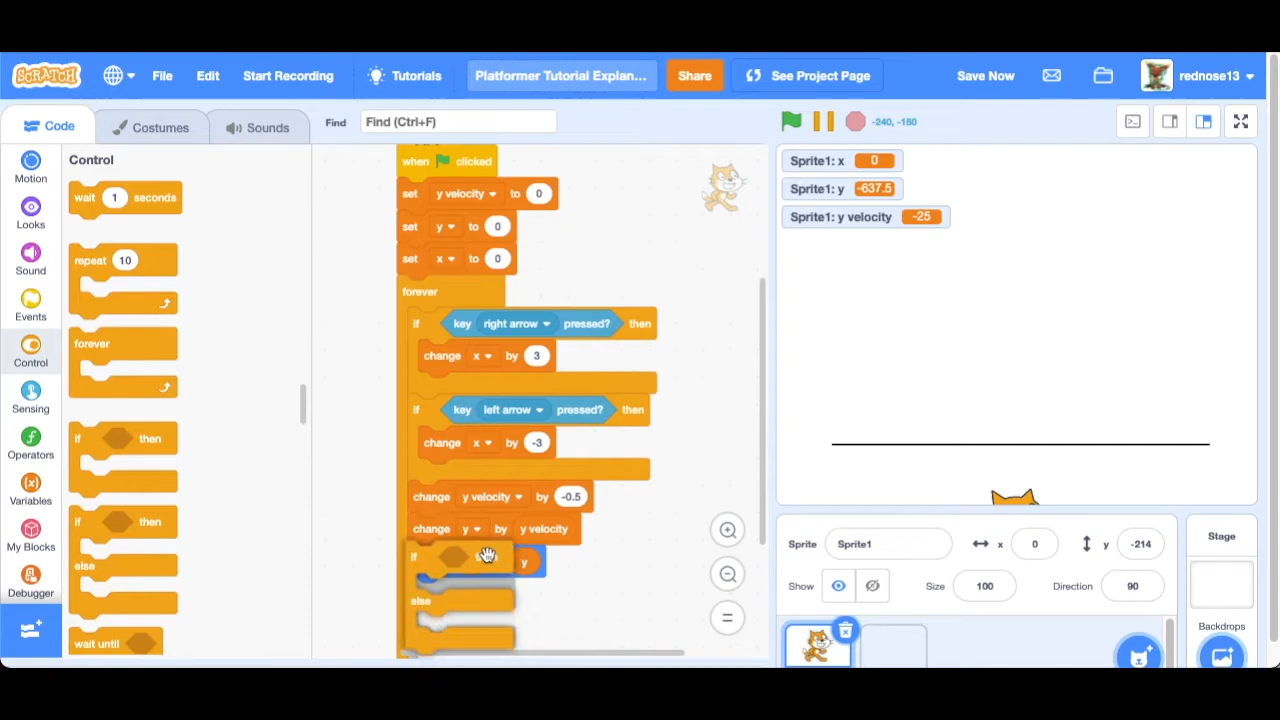 SCRATCH File Edit Start Recording Tutorials Platformer Tutorial Explan... Share See Project Page Save Now rednose13
Code Costumes Sounds Find Find (Ctrl+F) -240, -180
Motion
Looks
Sound
Events
Control
Sensing
Operators
Variables
My Blocks
Debugger
Control
wait 1 seconds
repeat 10
forever
if then
if then
else
wait until
when clicked
set y velocity to 0
set y to 0
set x to 0
forever
if key right arrow pressed? then
change x by 3
if key left arrow pressed? then
change x by -3
change y velocity by -0.5
change y by y velocity
if y
else
Sprite1: x 0
Sprite1: y -637.5
Sprite1: y velocity -25
Sprite Sprite1 x 0 y -214
Show Size 100 Direction 90
Stage
Backdrops